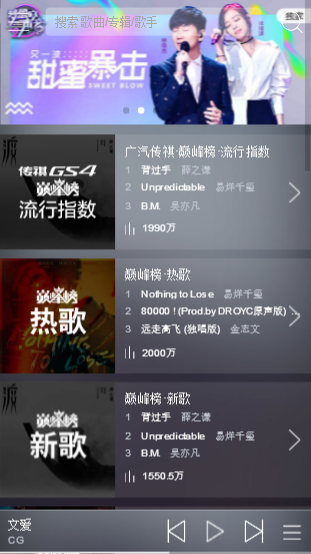 搜索 歌曲/专辑/歌手
又一波
甜蜜暴击
SWEET BLOW
传祺GS4
巅峰榜
流行指数
广汽传祺·巅峰榜·流行指数
1 背过手 薛之谦
2 Unpredictable 易烊千玺
3 B.M. 吴亦凡
1990万
巅峰榜
热歌
巅峰榜·热歌
1 Nothing to Lose 易烊千玺
2 80000 ! (Prod.by DROYC原声版)
3 远走高飞 (独唱版) 金志文
2000万
巅峰榜
新歌
巅峰榜·新歌
1 背过手 薛之谦
2 Unpredictable 易烊千玺
3 B.M. 吴亦凡
1550.5万
文爱
CG